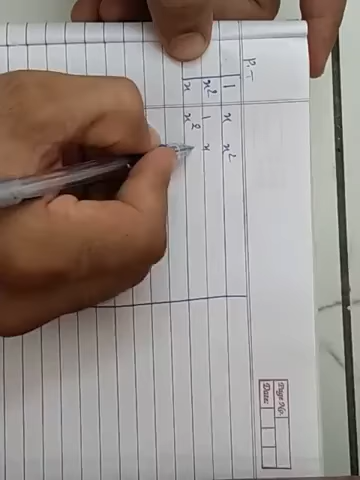 P.T
1 x x²
x² 1 x
x x²
Page No.
Date: